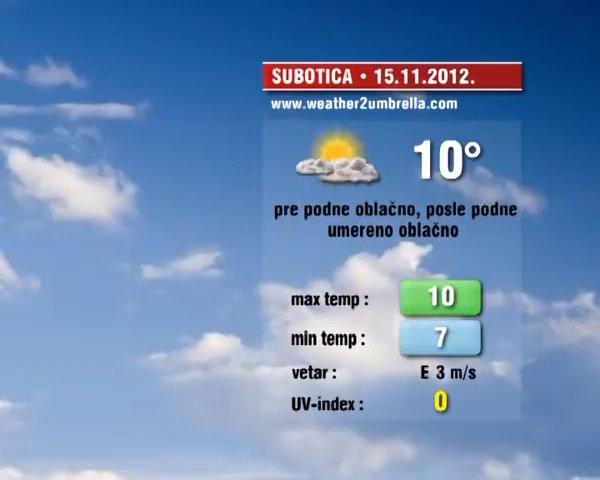 SUBOTICA • 15.11.2012.
www.weather2umbrella.com
10°
pre podne oblačno, posle podne
umereno oblačno
max temp : 10
min temp : 7
vetar : E 3 m/s
UV-index : 0